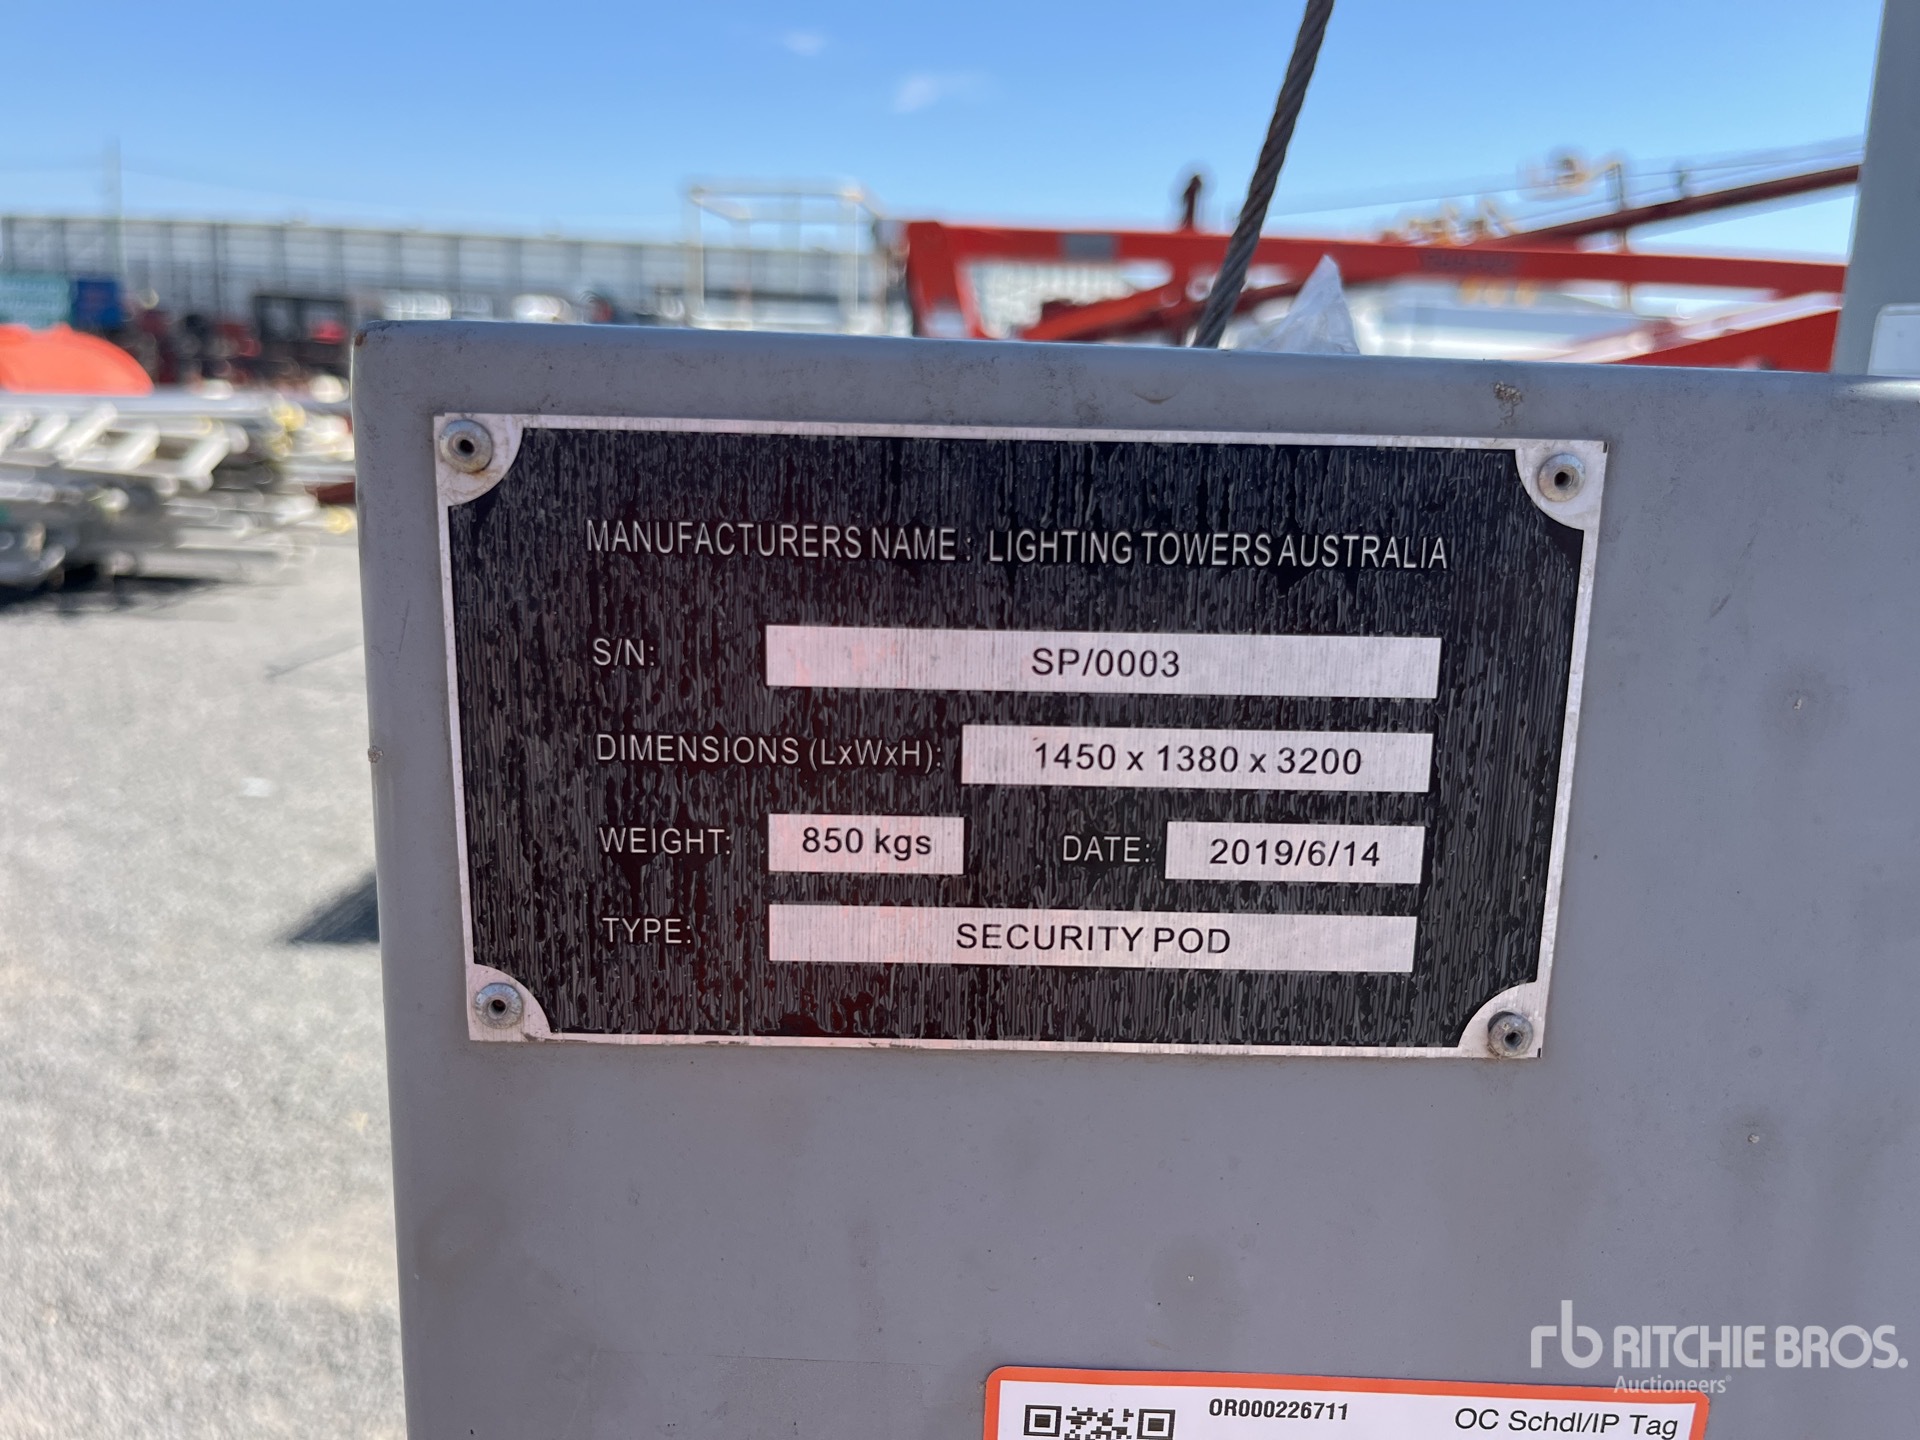 MANUFACTURERS NAME : LIGHTING TOWERS AUSTRALIA
S/N: SP/0003
DIMENSIONS (LxWxH): 1450 x 1380 x 3200
WEIGHT: 850 kgs DATE: 2019/6/14
TYPE: SECURITY POD
rb RITCHIE BROS.
Auctioneers
OR000226711 OC Schdl/IP Tag